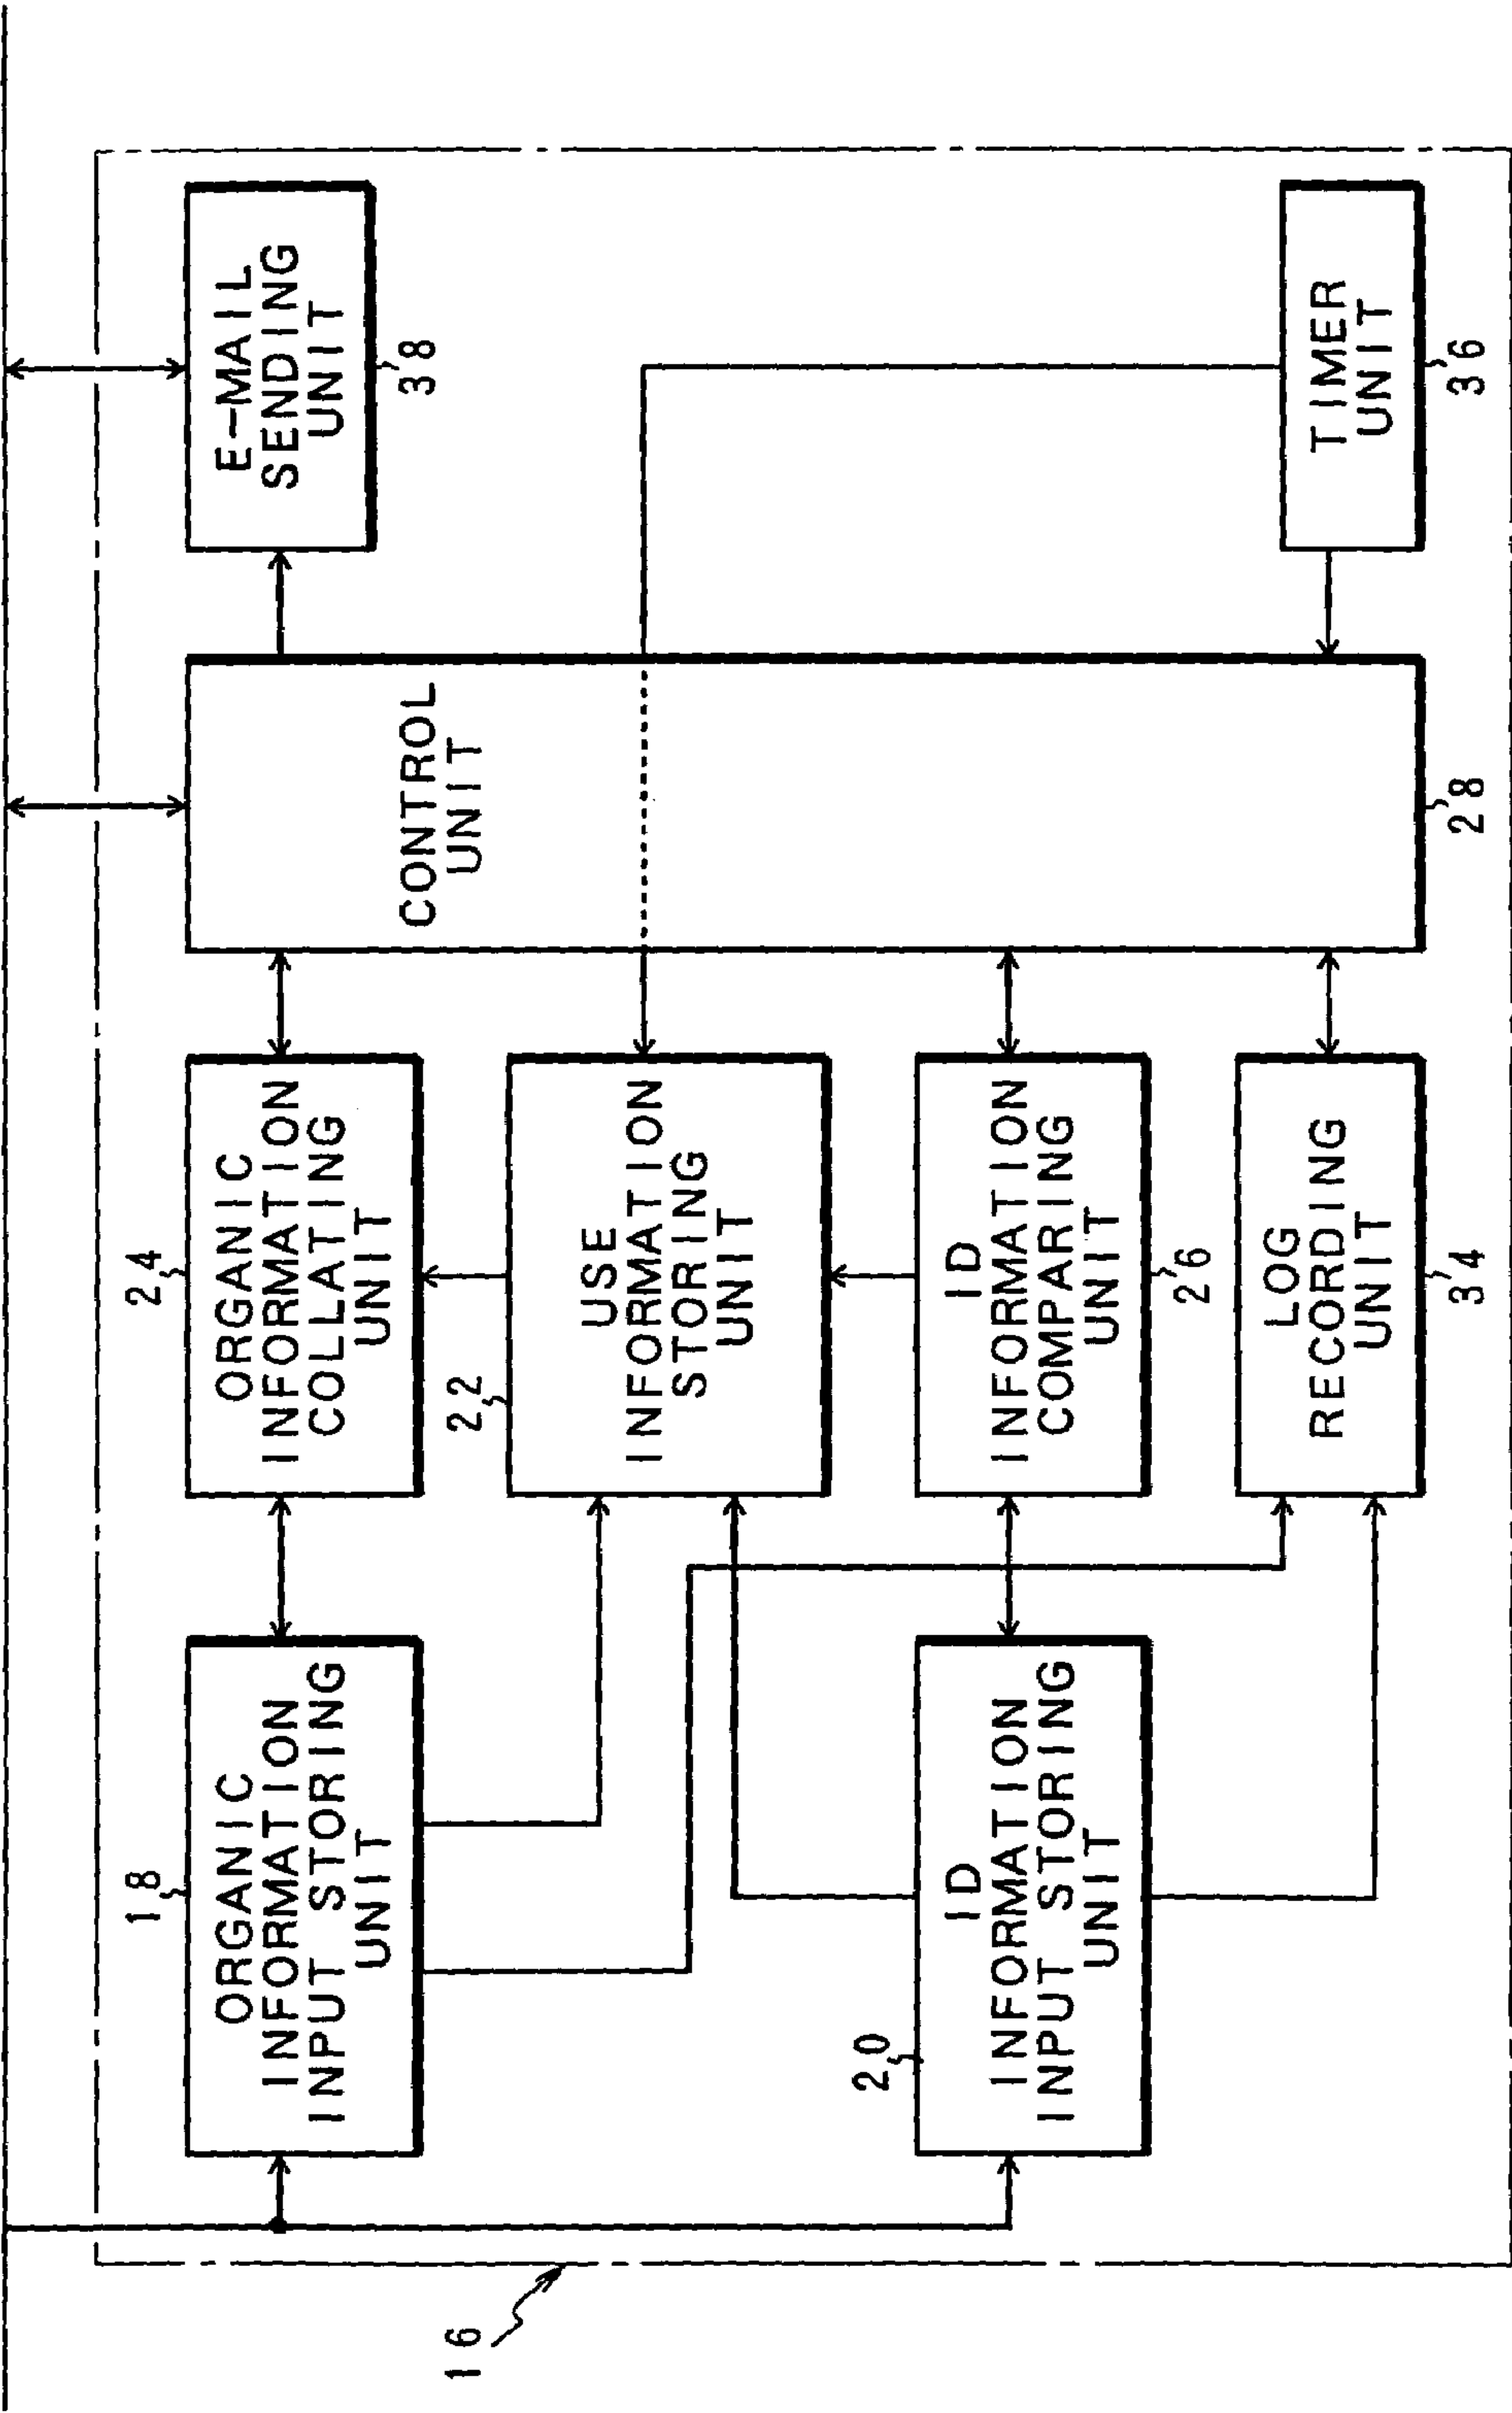 18
ORGANIC
INFORMATION
INPUT STORING
UNIT
24
ORGANIC
INFORMATION
COLLATING
UNIT
E-MAIL
SENDING
UNIT
38
CONTROL
UNIT
28
22
USE
INFORMATION
STORING
UNIT
16
20
ID
INFORMATION
INPUT STORING
UNIT
ID
INFORMATION
COMPARING
UNIT
26
LOG
RECORDING
UNIT
34
TIMER
UNIT
36